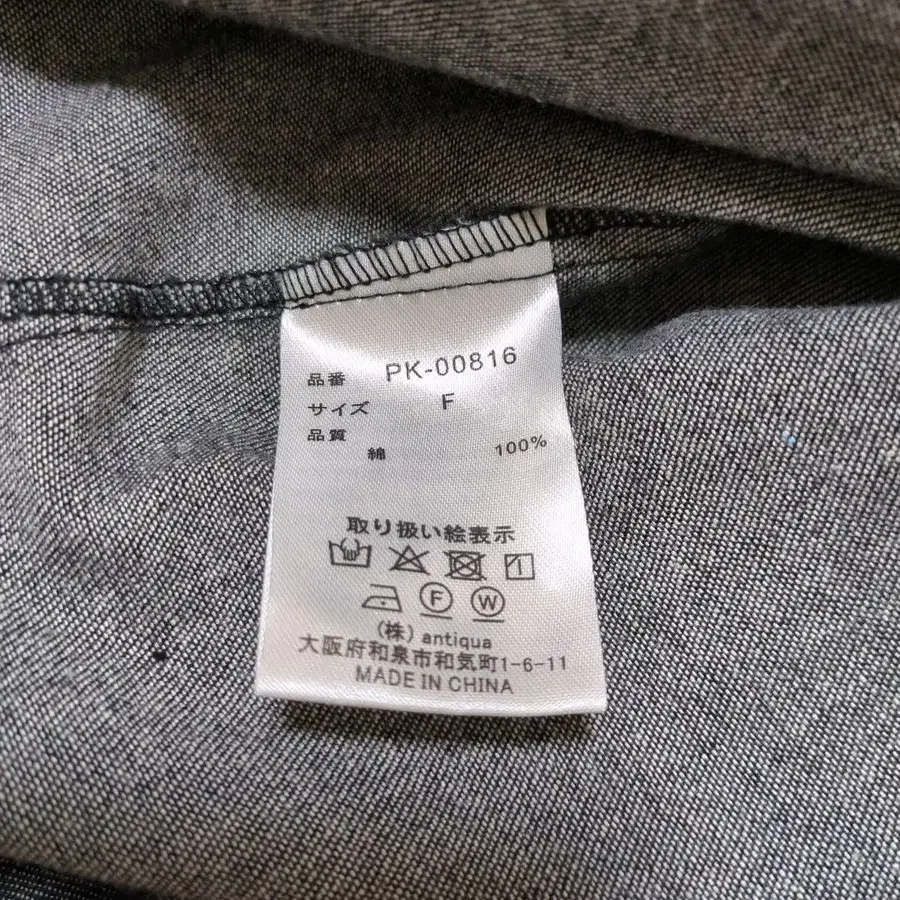 品番 PK-00816
サイズ F
品質
綿 100%
取り扱い絵表示
F W
(株) antiqua
大阪府和泉市和気町1-6-11
MADE IN CHINA